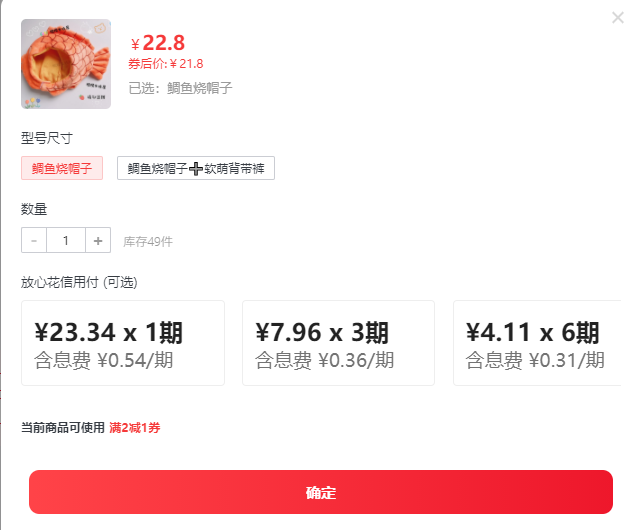 ¥22.8
券后价:¥21.8
已选：鲷鱼烧帽子
型号尺寸
鲷鱼烧帽子 鲷鱼烧帽子➕软萌背带裤
数量
- 1 + 库存49件
放心花信用付 (可选)
¥23.34 x 1期 ¥7.96 x 3期 ¥4.11 x 6期
含息费 ¥0.54/期 含息费 ¥0.36/期 含息费 ¥0.31/期
当前商品可使用 满2减1券
确定